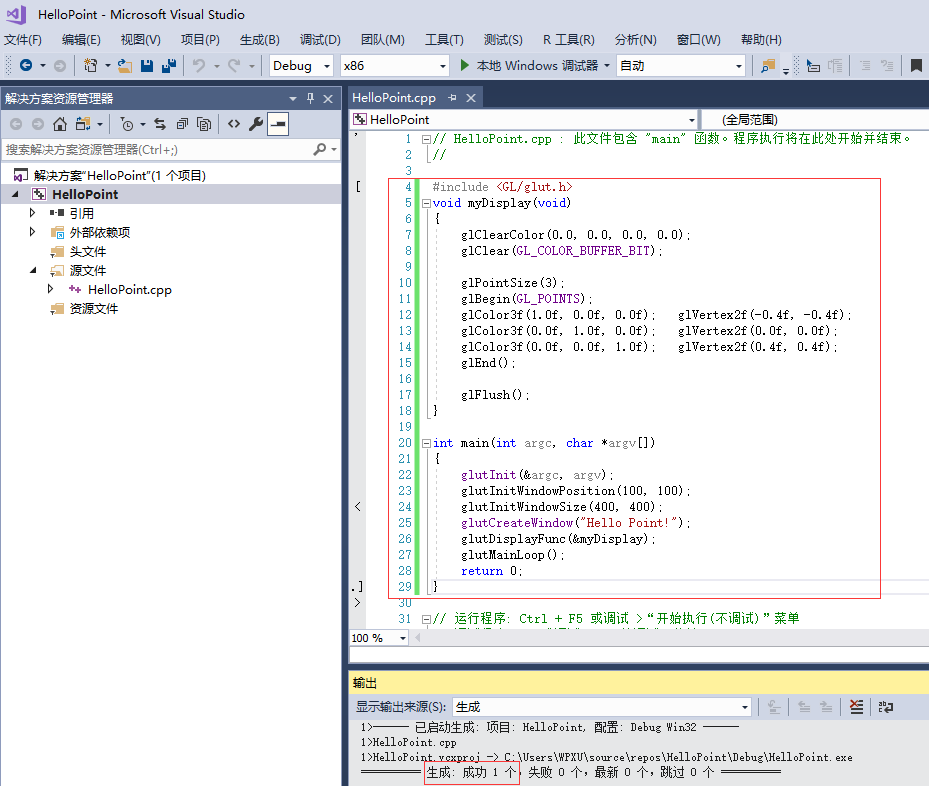 HelloPoint - Microsoft Visual Studio
文件(F) 编辑(E) 视图(V) 项目(P) 生成(B) 调试(D) 团队(M) 工具(T) 测试(S) R 工具(R) 分析(N) 窗口(W) 帮助(H)
Debug x86 本地 Windows 调试器 自动
解决方案资源管理器
搜索解决方案资源管理器(Ctrl+;)
解决方案"HelloPoint"(1 个项目)
HelloPoint
引用
外部依赖项
头文件
源文件
HelloPoint.cpp
资源文件
HelloPoint.cpp
HelloPoint (全局范围)
1 // HelloPoint.cpp : 此文件包含 "main" 函数。程序执行将在此处开始并结束。
2 //
3
4 #include <GL/glut.h>
5 void myDisplay(void)
6 {
7 glClearColor(0.0, 0.0, 0.0, 0.0);
8 glClear(GL_COLOR_BUFFER_BIT);
9
10 glPointSize(3);
11 glBegin(GL_POINTS);
12 glColor3f(1.0f, 0.0f, 0.0f); glVertex2f(-0.4f, -0.4f);
13 glColor3f(0.0f, 1.0f, 0.0f); glVertex2f(0.0f, 0.0f);
14 glColor3f(0.0f, 0.0f, 1.0f); glVertex2f(0.4f, 0.4f);
15 glEnd();
16
17 glFlush();
18 }
19
20 int main(int argc, char *argv[])
21 {
22 glutInit(&argc, argv);
23 glutInitWindowPosition(100, 100);
24 glutInitWindowSize(400, 400);
25 glutCreateWindow("Hello Point!");
26 glutDisplayFunc(&myDisplay);
27 glutMainLoop();
28 return 0;
29 }
30
31 // 运行程序: Ctrl + F5 或调试 >“开始执行(不调试)”菜单
100 %
输出
显示输出来源(S): 生成
1>------ 已启动生成: 项目: HelloPoint, 配置: Debug Win32 ------
1>HelloPoint.cpp
1>HelloPoint.vcxproj -> C:\Users\WPXU\source\repos\HelloPoint\Debug\HelloPoint.exe
========== 生成: 成功 1 个，失败 0 个，最新 0 个，跳过 0 个 ==========